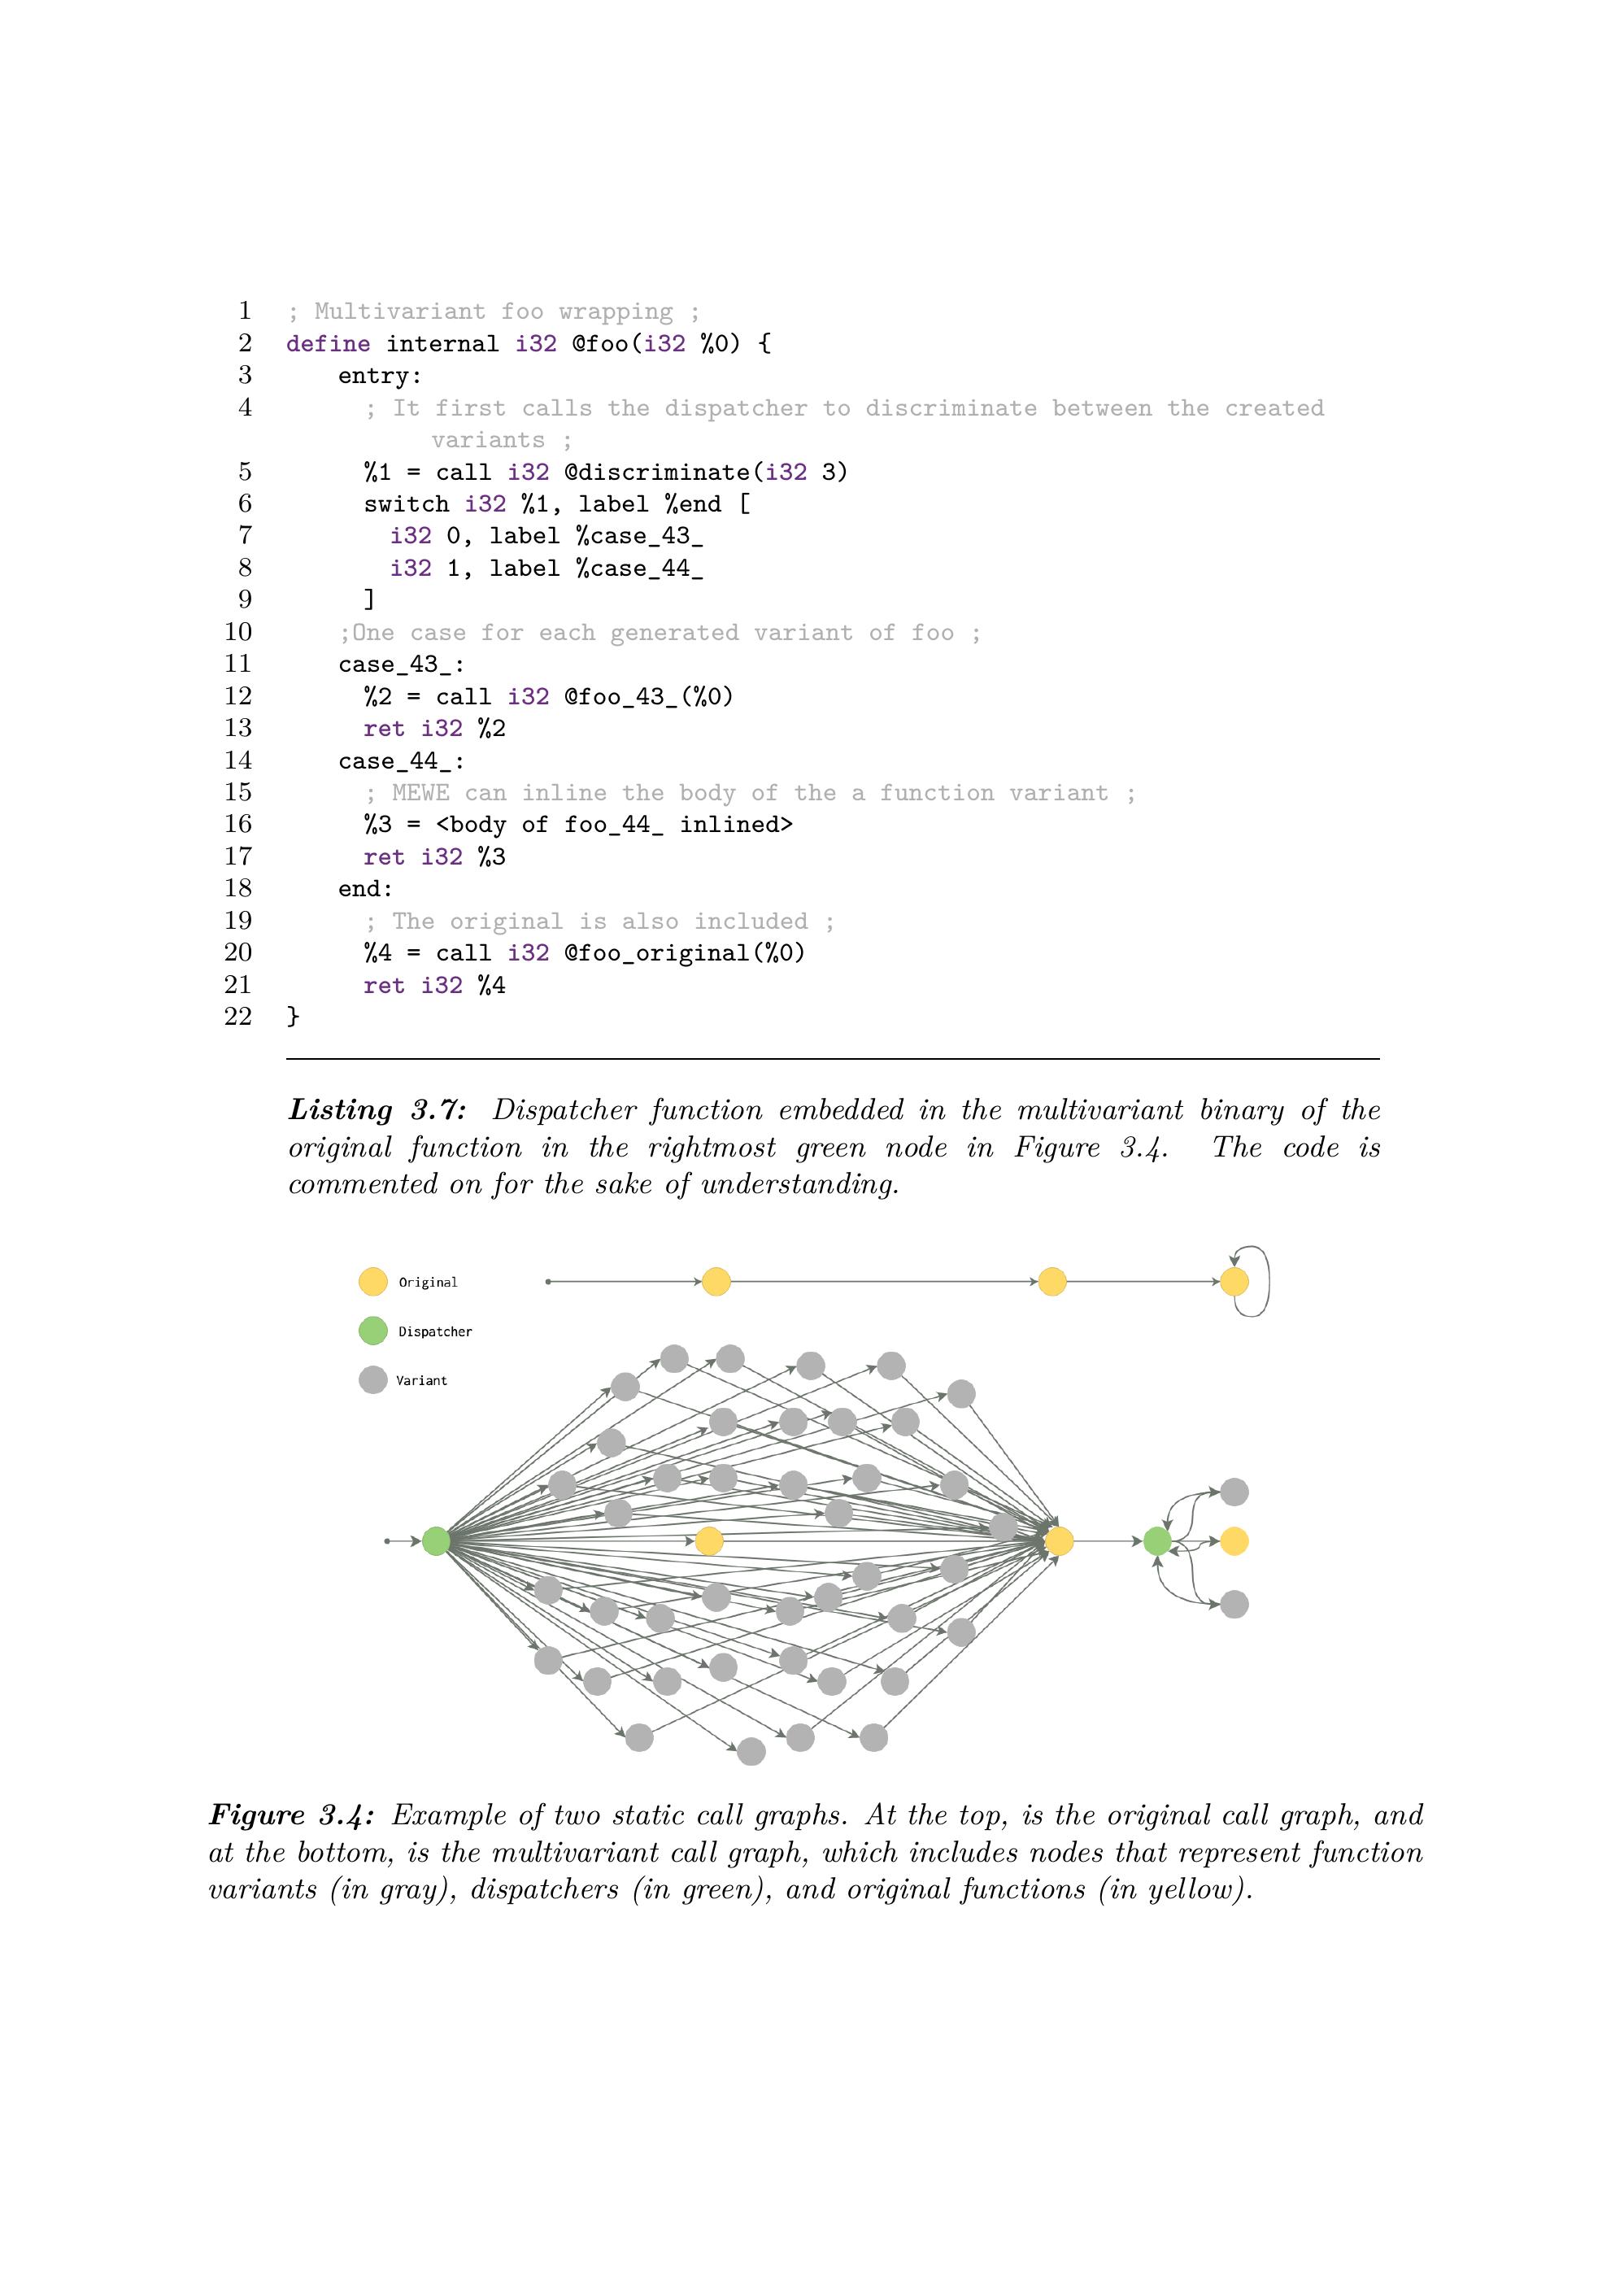 1 ; Multivariant foo wrapping ;
2 define internal i32 @foo(i32 %0) {
3 entry:
4 ; It first calls the dispatcher to discriminate between the created
variants ;
5 %1 = call i32 @discriminate(i32 3)
6 switch i32 %1, label %end [
7 i32 0, label %case_43_
8 i32 1, label %case_44_
9 ]
10 ;One case for each generated variant of foo ;
11 case_43_:
12 %2 = call i32 @foo_43_(%0)
13 ret i32 %2
14 case_44_:
15 ; MEWE can inline the body of the a function variant ;
16 %3 = <body of foo_44_ inlined>
17 ret i32 %3
18 end:
19 ; The original is also included ;
20 %4 = call i32 @foo_original(%0)
21 ret i32 %4
22 }
Listing 3.7: Dispatcher function embedded in the multivariant binary of the
original function in the rightmost green node in Figure 3.4. The code is
commented on for the sake of understanding.
Original
Dispatcher
Variant
Figure 3.4: Example of two static call graphs. At the top, is the original call graph, and
at the bottom, is the multivariant call graph, which includes nodes that represent function
variants (in gray), dispatchers (in green), and original functions (in yellow).